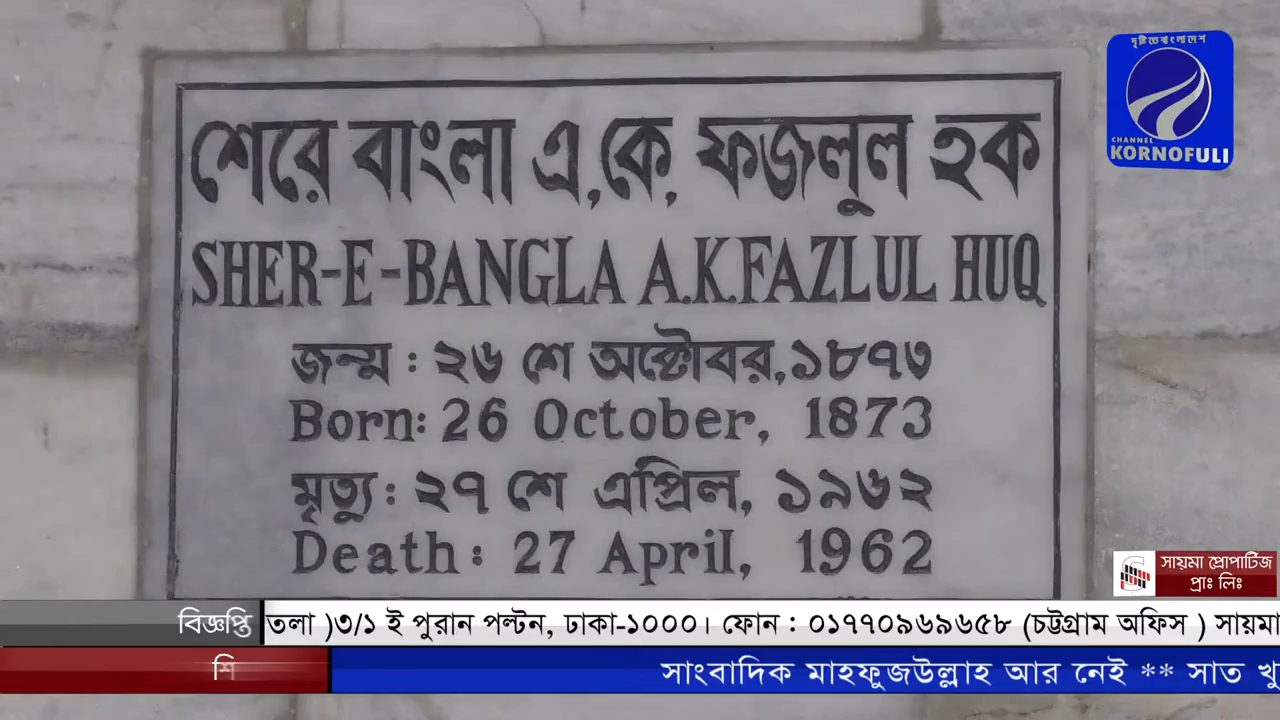 দৃষ্টিতে বাংলাদেশ
CHANNEL
KORNOFULI
শেরে বাংলা এ,কে, ফজলুল হক
SHER-E-BANGLA A.K.FAZLUL HUQ
জন্ম : ২৬ শে অক্টোবর,১৮৭৩
Born: 26 October, 1873
মৃত্যু : ২৭ শে এপ্রিল, ১৯৬২
Death: 27 April, 1962
সায়মা প্রোপার্টিজ
প্রাঃ লিঃ
বিজ্ঞপ্তি
তলা )৩/১ ই পুরান পল্টন, ঢাকা-১০০০। ফোন : ০১৭৭০৯৬৯৬৫৮ (চট্টগ্রাম অফিস ) সায়মা
শি
সাংবাদিক মাহফুজউল্লাহ আর নেই ** সাত খু